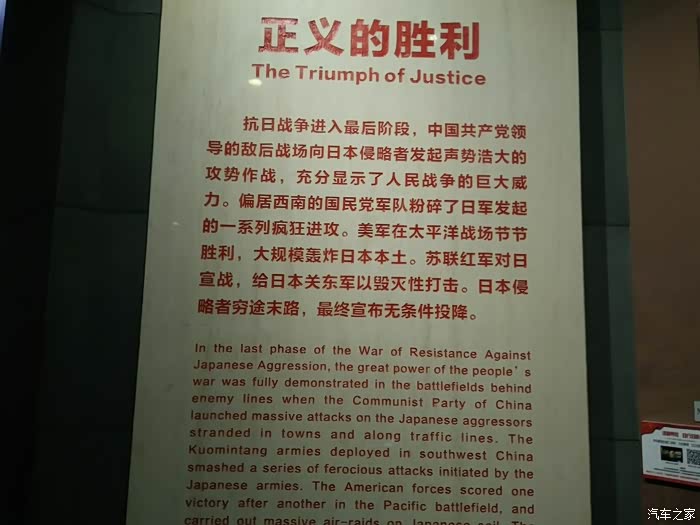 正义的胜利
The Triumph of Justice
抗日战争进入最后阶段，中国共产党领
导的敌后战场向日本侵略者发起声势浩大的
攻势作战，充分显示了人民战争的巨大威
力。偏居西南的国民党军队粉碎了日军发起
的一系列疯狂进攻。美军在太平洋战场节节
胜利，大规模轰炸日本本土。苏联红军对日
宣战，给日本关东军以毁灭性打击。日本侵
略者穷途末路，最终宣布无条件投降。
In the last phase of the War of Resistance Against
Japanese Aggression, the great power of the people's
war was fully demonstrated in the battlefields behind
enemy lines when the Communist Party of China
launched massive attacks on the Japanese aggressors
stranded in towns and along traffic lines. The
Kuomintang armies deployed in southwest China
smashed a series of ferocious attacks initiated by the
Japanese armies. The American forces scored one
victory after another in the Pacific battlefield, and
carried out massive air-raids on Japanese soil. The
汽车之家